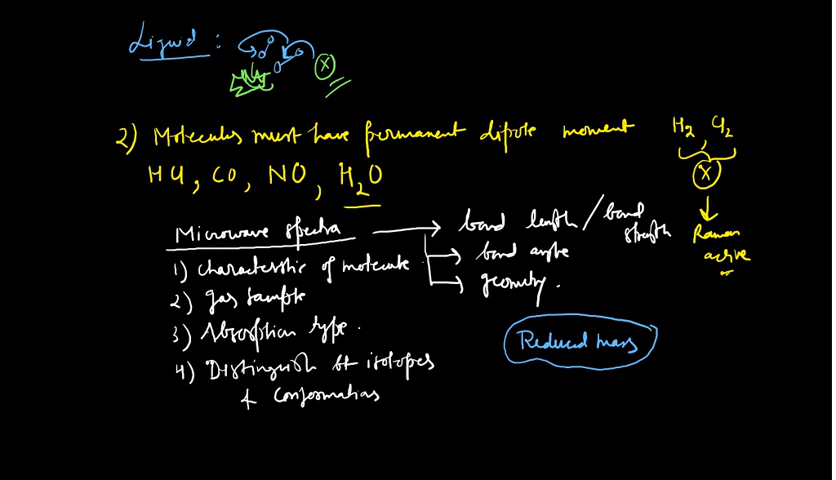 Liquid :
X
2) Molecules must have permanent dipole moment
H2, Cl2
X
HCl, CO, NO, H2O
Raman active
Microwave spectra → bond length / bond strength
→ bond angle
→ geometry.
1) characterstic of molecule
2) gas sample
3) Absorption type.
4) Distinguish bt isotopes
& Conformations
Reduced mass